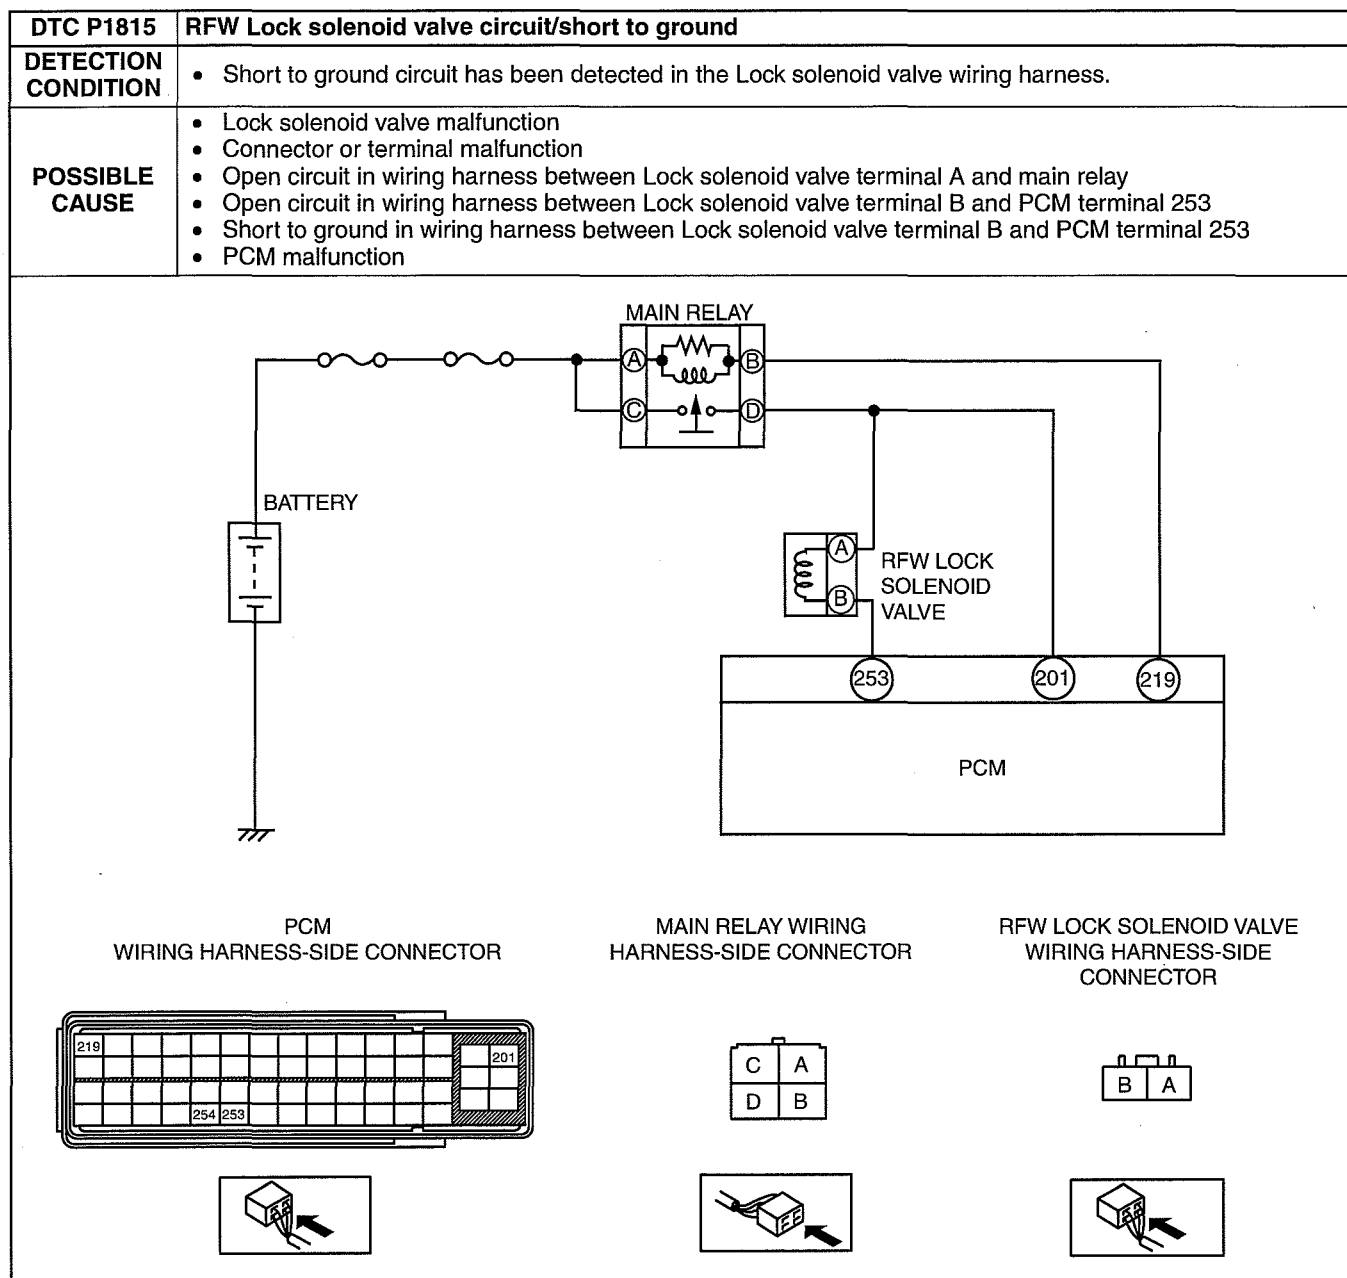 DTC P1815 RFW Lock solenoid valve circuit/short to ground
DETECTION CONDITION
• Short to ground circuit has been detected in the Lock solenoid valve wiring harness.
POSSIBLE CAUSE
• Lock solenoid valve malfunction
• Connector or terminal malfunction
• Open circuit in wiring harness between Lock solenoid valve terminal A and main relay
• Open circuit in wiring harness between Lock solenoid valve terminal B and PCM terminal 253
• Short to ground in wiring harness between Lock solenoid valve terminal B and PCM terminal 253
• PCM malfunction
MAIN RELAY
A B
C D
BATTERY
A
B
RFW LOCK
SOLENOID
VALVE
253 201 219
PCM
PCM
WIRING HARNESS-SIDE CONNECTOR
219
201
254 253
MAIN RELAY WIRING
HARNESS-SIDE CONNECTOR
C A
D B
RFW LOCK SOLENOID VALVE
WIRING HARNESS-SIDE
CONNECTOR
B A